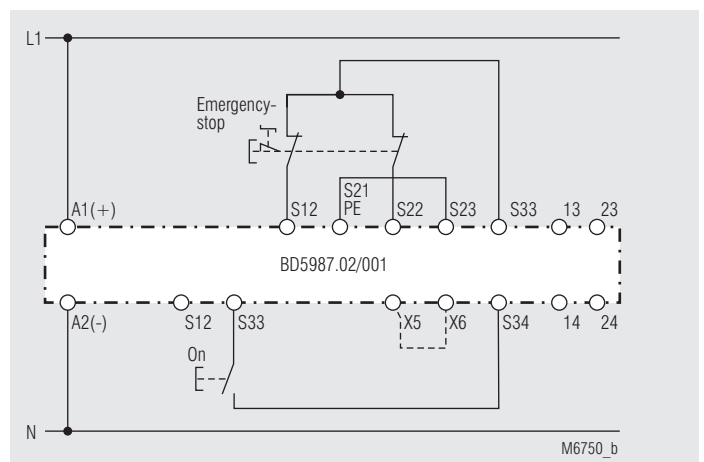 L1
Emergency-
stop
A1(+) S12 S21 PE S22 S23 S33 13 23
BD5987.02/001
A2(-) S12 S33 X5 X6 S34 14 24
On
N
M6750_b